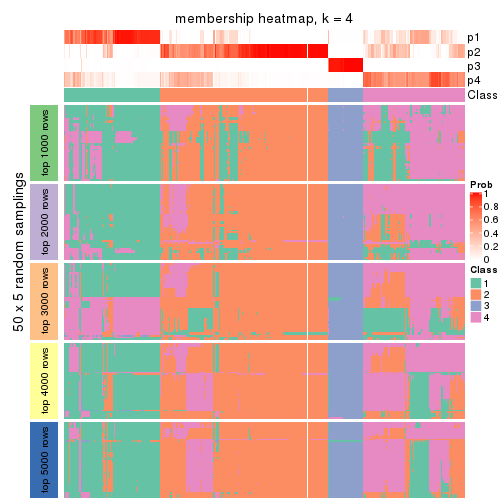 membership heatmap, k = 4
p1
p2
p3
p4
Class
50 x 5 random samplings
top 1000 rows
top 2000 rows
top 3000 rows
top 4000 rows
top 5000 rows
Prob
1
0.8
0.6
0.4
0.2
0
Class
1
2
3
4